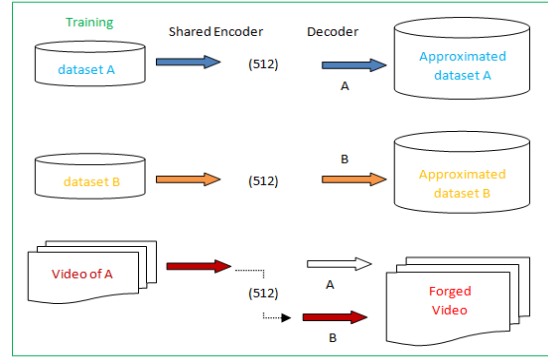 Training
Shared Encoder
Decoder
dataset A
(512)
A
Approximated
dataset A
dataset B
(512)
B
Approximated
dataset B
Video of A
(512)
A
B
Forged
Video